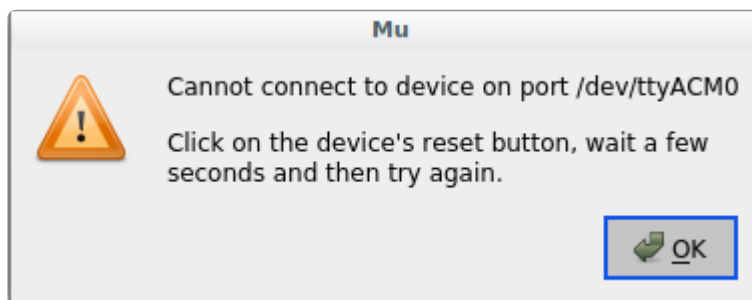 Mu
Cannot connect to device on port /dev/ttyACM0
Click on the device's reset button, wait a few
seconds and then try again.
OK